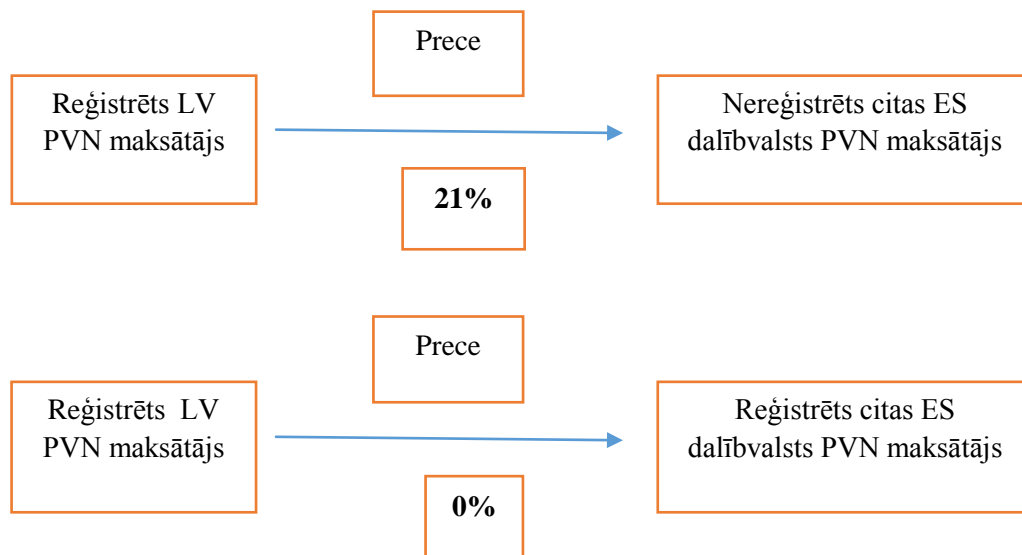 Prece
Reģistrēts LV
PVN maksātājs
Nereģistrēts citas ES
dalībvalsts PVN maksātājs
21%
Prece
Reģistrēts LV
PVN maksātājs
Reģistrēts citas ES
dalībvalsts PVN maksātājs
0%